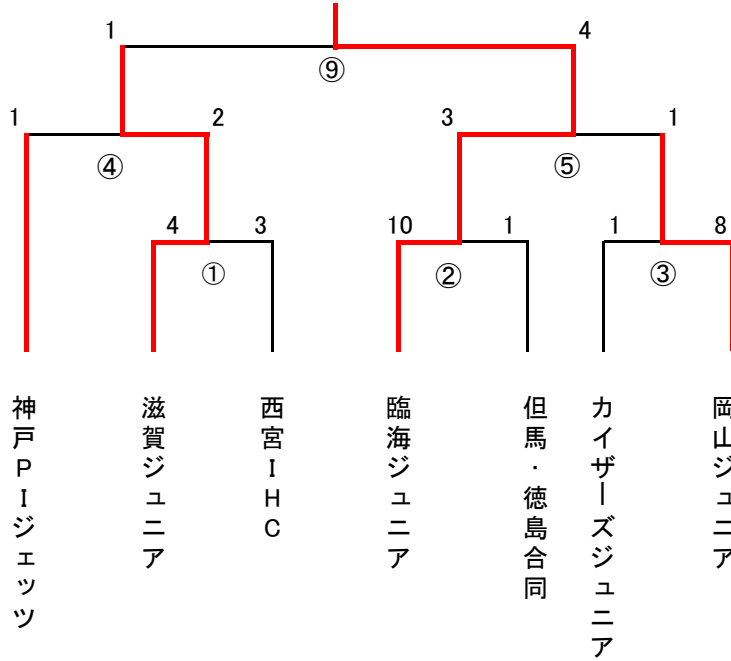 1 4
⑨
1 2 3 1
④ ⑤
4 3 10 1 1 8
① ② ③
神戸PIジェッツ
滋賀ジュニア
西宮IHC
臨海ジュニア
但馬・徳島合同
カイザーズジュニア
岡山ジュニア